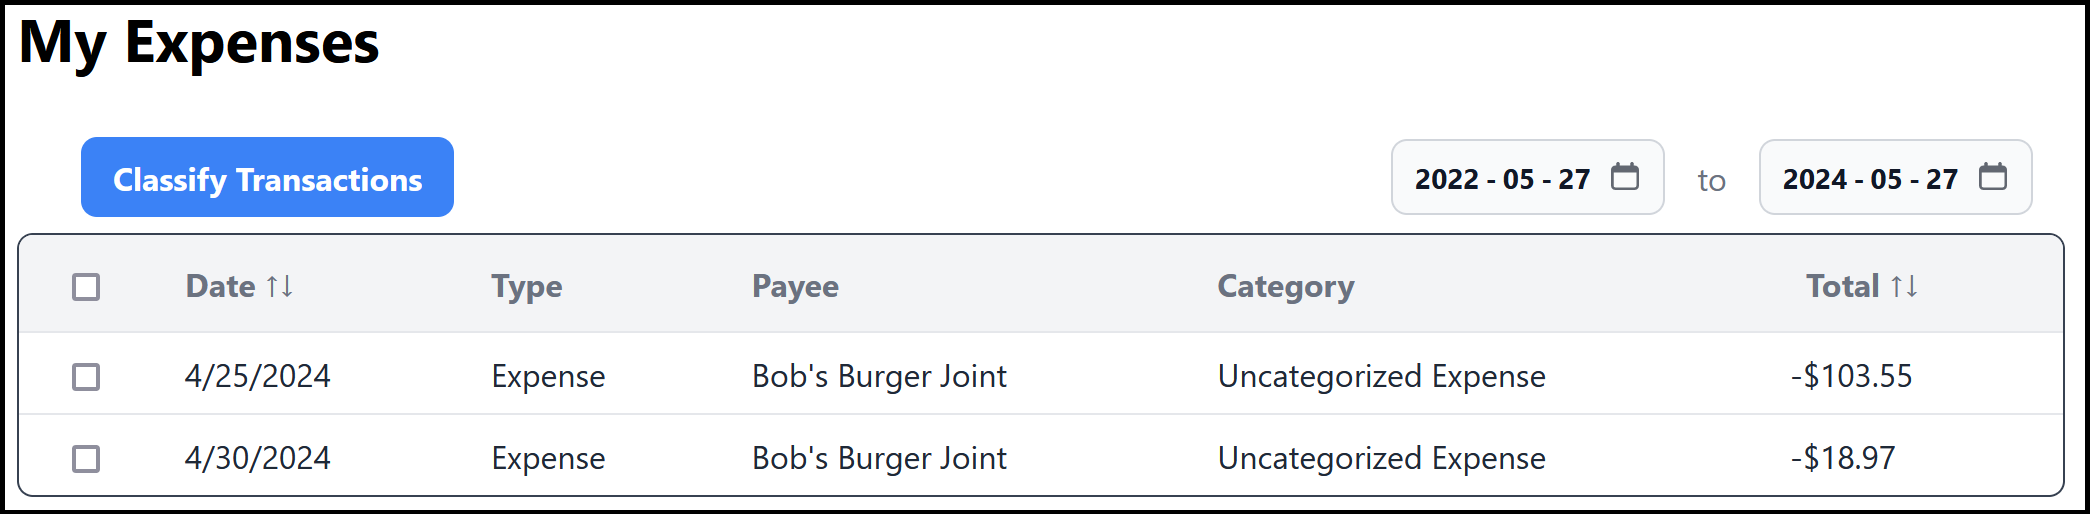 My Expenses
Classify Transactions 2022 - 05 - 27 to 2024 - 05 - 27
Date ↑↓ Type Payee Category Total ↑↓
4/25/2024 Expense Bob's Burger Joint Uncategorized Expense -$103.55
4/30/2024 Expense Bob's Burger Joint Uncategorized Expense -$18.97